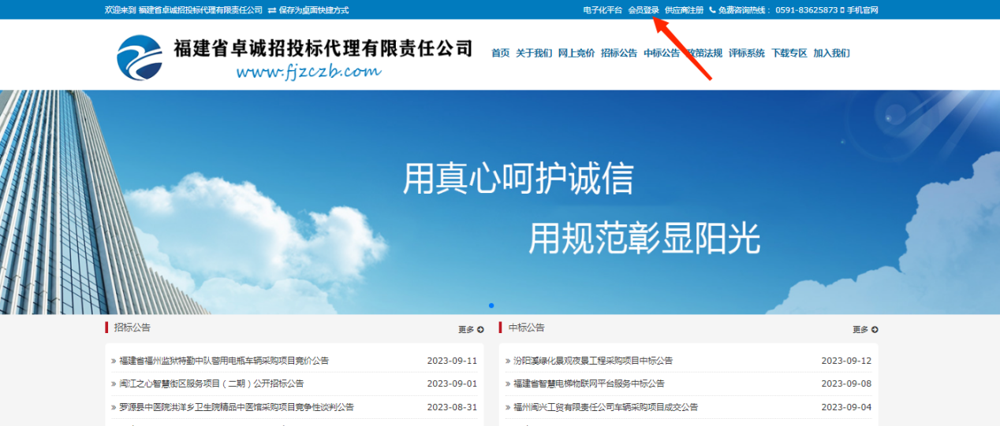 欢迎来到 福建省卓诚招投标代理有限责任公司 保存为桌面快捷方式
电子化平台 会员登录 供应商注册 免费咨询热线： 0591-83625873 手机官网
福建省卓诚招投标代理有限责任公司
www.fjzczb.com
首页 关于我们 网上竞价 招标公告 中标公告 政策法规 评标系统 下载专区 加入我们
用真心呵护诚信
用规范彰显阳光
招标公告 更多
» 福建省福州监狱特勤中队警用电瓶车辆采购项目竞价公告 2023-09-11
» 闽江之心智慧街区服务项目（二期）公开招标公告 2023-09-01
» 罗源县中医院洪洋乡卫生院精品中医馆采购项目竞争性谈判公告 2023-08-31
中标公告 更多
» 汾阳溪绿化景观夜景工程采购项目中标公告 2023-09-12
» 福建省智慧电梯物联网平台服务中标公告 2023-09-08
» 福州闽兴工贸有限责任公司车辆采购项目成交公告 2023-09-04